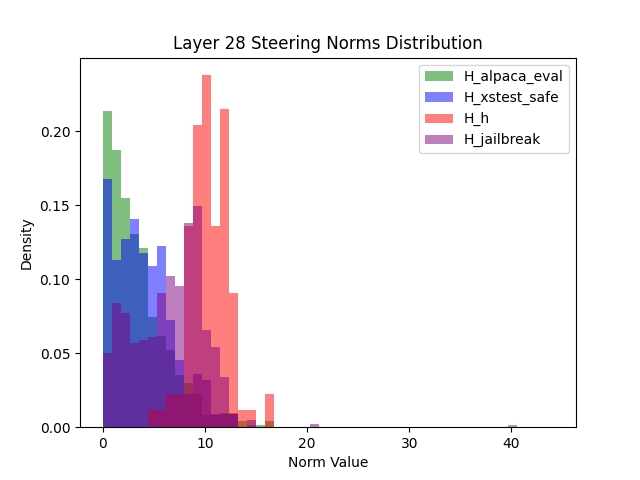 Layer 28 Steering Norms Distribution
H_alpaca_eval
H_xstest_safe
H_h
H_jailbreak
Density
0.20
0.15
0.10
0.05
0.00
0
10
20
30
40
Norm Value